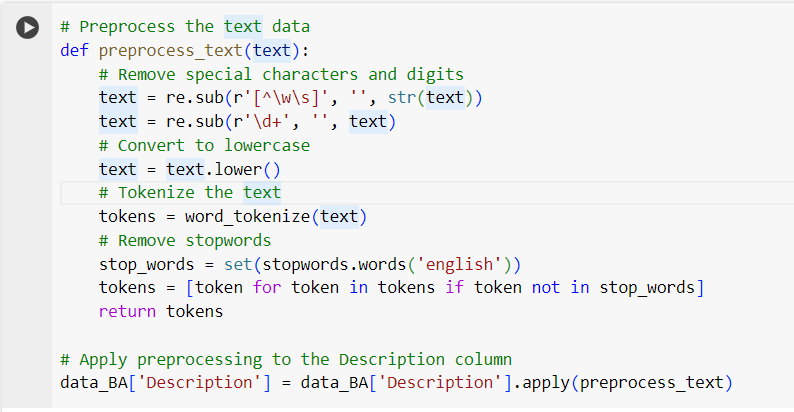 # Preprocess the text data
def preprocess_text(text):
    # Remove special characters and digits
    text = re.sub(r'[^\w\s]', '', str(text))
    text = re.sub(r'\d+', '', text)
    # Convert to lowercase
    text = text.lower()
    # Tokenize the text
    tokens = word_tokenize(text)
    # Remove stopwords
    stop_words = set(stopwords.words('english'))
    tokens = [token for token in tokens if token not in stop_words]
    return tokens

# Apply preprocessing to the Description column
data_BA['Description'] = data_BA['Description'].apply(preprocess_text)